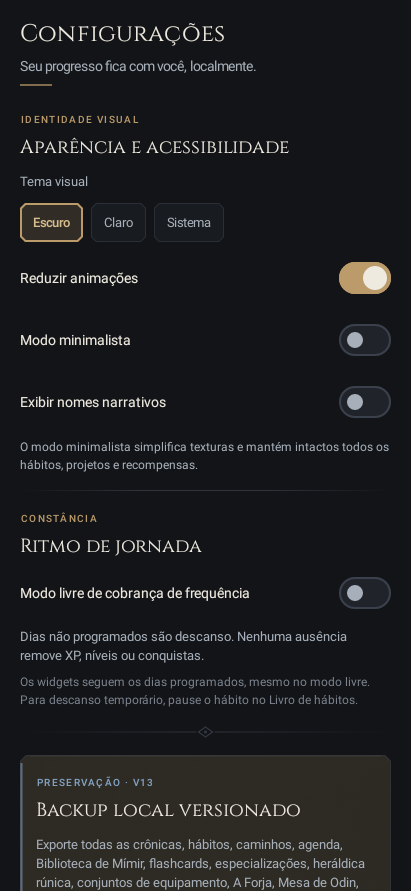 Configurações
Seu progresso fica com você, localmente.
IDENTIDADE VISUAL
Aparência e acessibilidade
Tema visual
Escuro
Claro
Sistema
Reduzir animações
Modo minimalista
Exibir nomes narrativos
O modo minimalista simplifica texturas e mantém intactos todos os
hábitos, projetos e recompensas.
CONSTÂNCIA
Ritmo de jornada
Modo livre de cobrança de frequência
Dias não programados são descanso. Nenhuma ausência
remove XP, níveis ou conquistas.
Os widgets seguem os dias programados, mesmo no modo livre.
Para descanso temporário, pause o hábito no Livro de hábitos.
PRESERVAÇÃO · V13
Backup local versionado
Exporte todas as crônicas, hábitos, caminhos, agenda,
Biblioteca de Mímir, flashcards, especializações, heráldica
rúnica, conjuntos de equipamento, A Forja, Mesa de Odin,